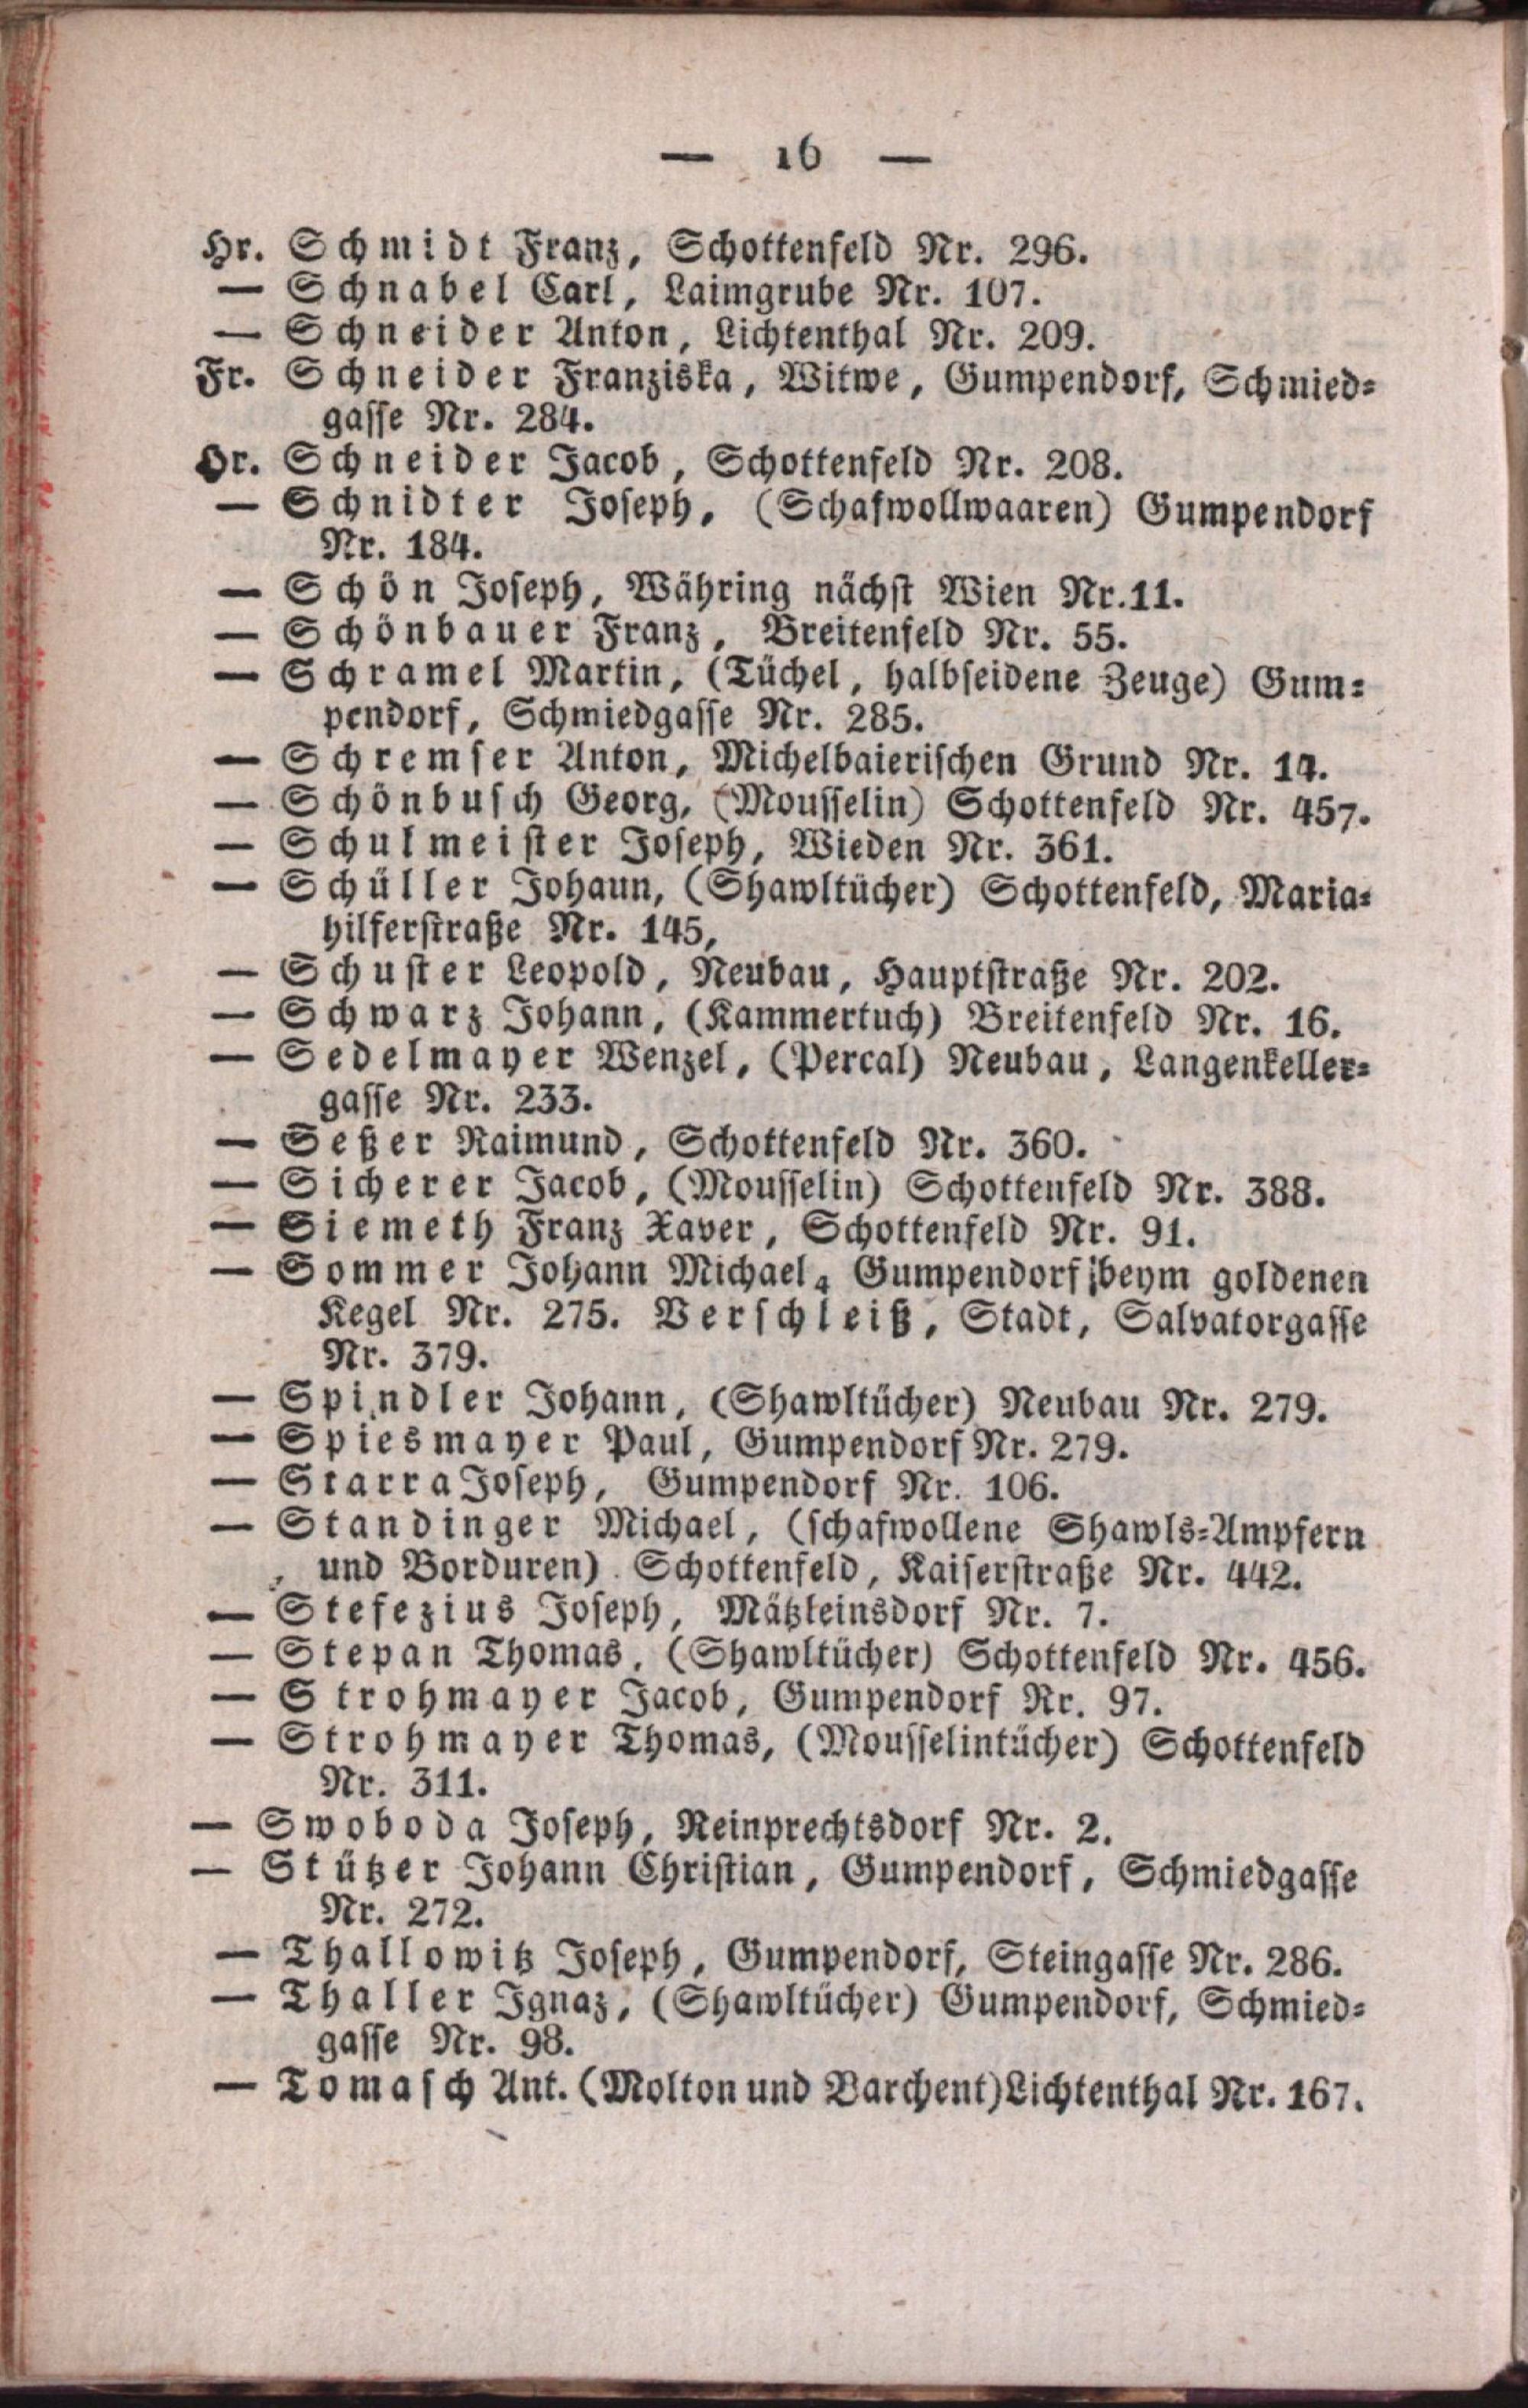 — 16 —
Hr. Schmidt Franz, Schottenfeld Nr. 296.
— Schnabel Carl, Laimgrube Nr. 107.
— Schneider Anton, Lichtenthal Nr. 209.
Fr. Schneider Franziska, Witwe, Gumpendorf, Schmied-
gasse Nr. 284.
Hr. Schneider Jacob, Schottenfeld Nr. 208.
— Schnidter Joseph, (Schafwollwaaren) Gumpendorf
Nr. 184.
— Schön Joseph, Währing nächst Wien Nr. 11.
— Schönbauer Franz, Breitenfeld Nr. 55.
— Schramel Martin, (Tüchel, halbseidene Zeuge) Gum-
pendorf, Schmiedgasse Nr. 285.
— Schremser Anton, Michelbaierischen Grund Nr. 14.
— Schönbusch Georg, (Mousselin) Schottenfeld Nr. 457.
— Schulmeister Joseph, Wieden Nr. 361.
— Schüller Johann, (Shawltücher) Schottenfeld, Maria-
hilferstraße Nr. 145,
— Schuster Leopold, Neubau, Hauptstraße Nr. 202.
— Schwarz Johann, (Kammertuch) Breitenfeld Nr. 16.
— Sedelmayer Wenzel, (Percal) Neubau, Langenkeller-
gasse Nr. 233.
— Seßer Raimund, Schottenfeld Nr. 360.
— Sicherer Jacob, (Mousselin) Schottenfeld Nr. 388.
— Siemeth Franz Xaver, Schottenfeld Nr. 91.
— Sommer Johann Michael, Gumpendorf beym goldenen
Kegel Nr. 275. Verschleiß, Stadt, Salvatorgasse
Nr. 379.
— Spindler Johann, (Shawltücher) Neubau Nr. 279.
— Spiesmayer Paul, Gumpendorf Nr. 279.
— Starra Joseph, Gumpendorf Nr. 106.
— Standinger Michael, (schafwollene Shawls-Ampfern
und Borduren) Schottenfeld, Kaiserstraße Nr. 442.
— Stefezius Joseph, Mätzleinsdorf Nr. 7.
— Stepan Thomas, (Shawltücher) Schottenfeld Nr. 456.
— Strohmayer Jacob, Gumpendorf Nr. 97.
— Strohmayer Thomas, (Mousselintücher) Schottenfeld
Nr. 311.
— Swoboda Joseph, Reinprechtsdorf Nr. 2.
— Stützer Johann Christian, Gumpendorf, Schmiedgasse
Nr. 272.
— Thallowitz Joseph, Gumpendorf, Steingasse Nr. 286.
— Thaller Ignaz, (Shawltücher) Gumpendorf, Schmied-
gasse Nr. 98.
— Tomasch Ant. (Molton und Barchent) Lichtenthal Nr. 167.